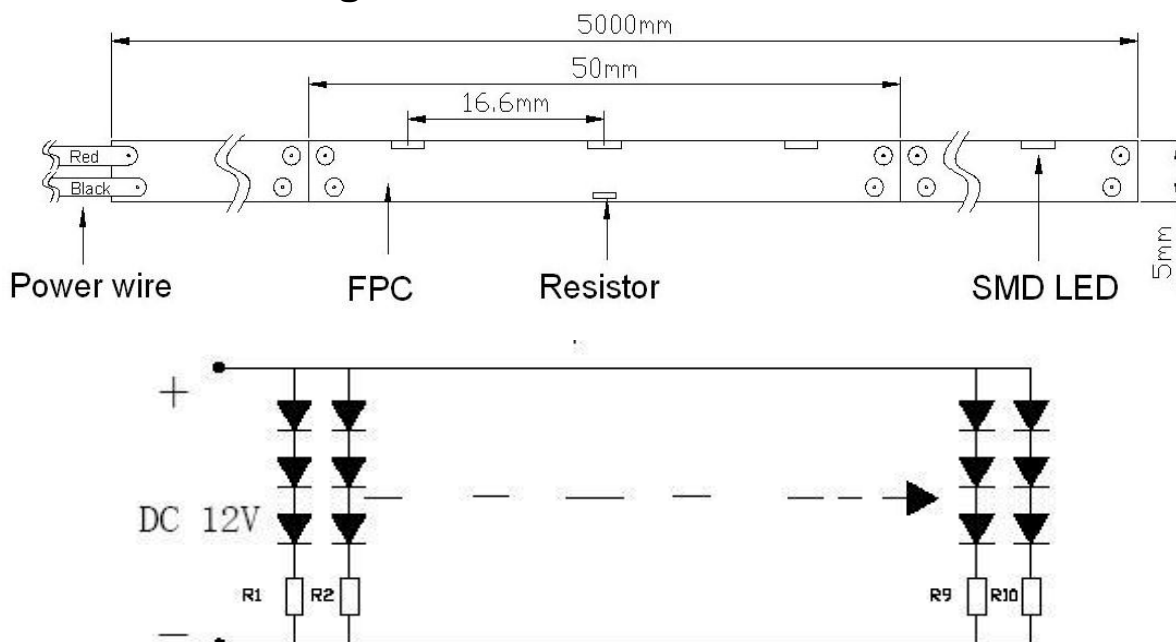 5000mm
50mm
16.6mm
Red
Black
5mm
Power wire
FPC
Resistor
SMD LED
+
DC 12V
R1
R2
R9
R10
−